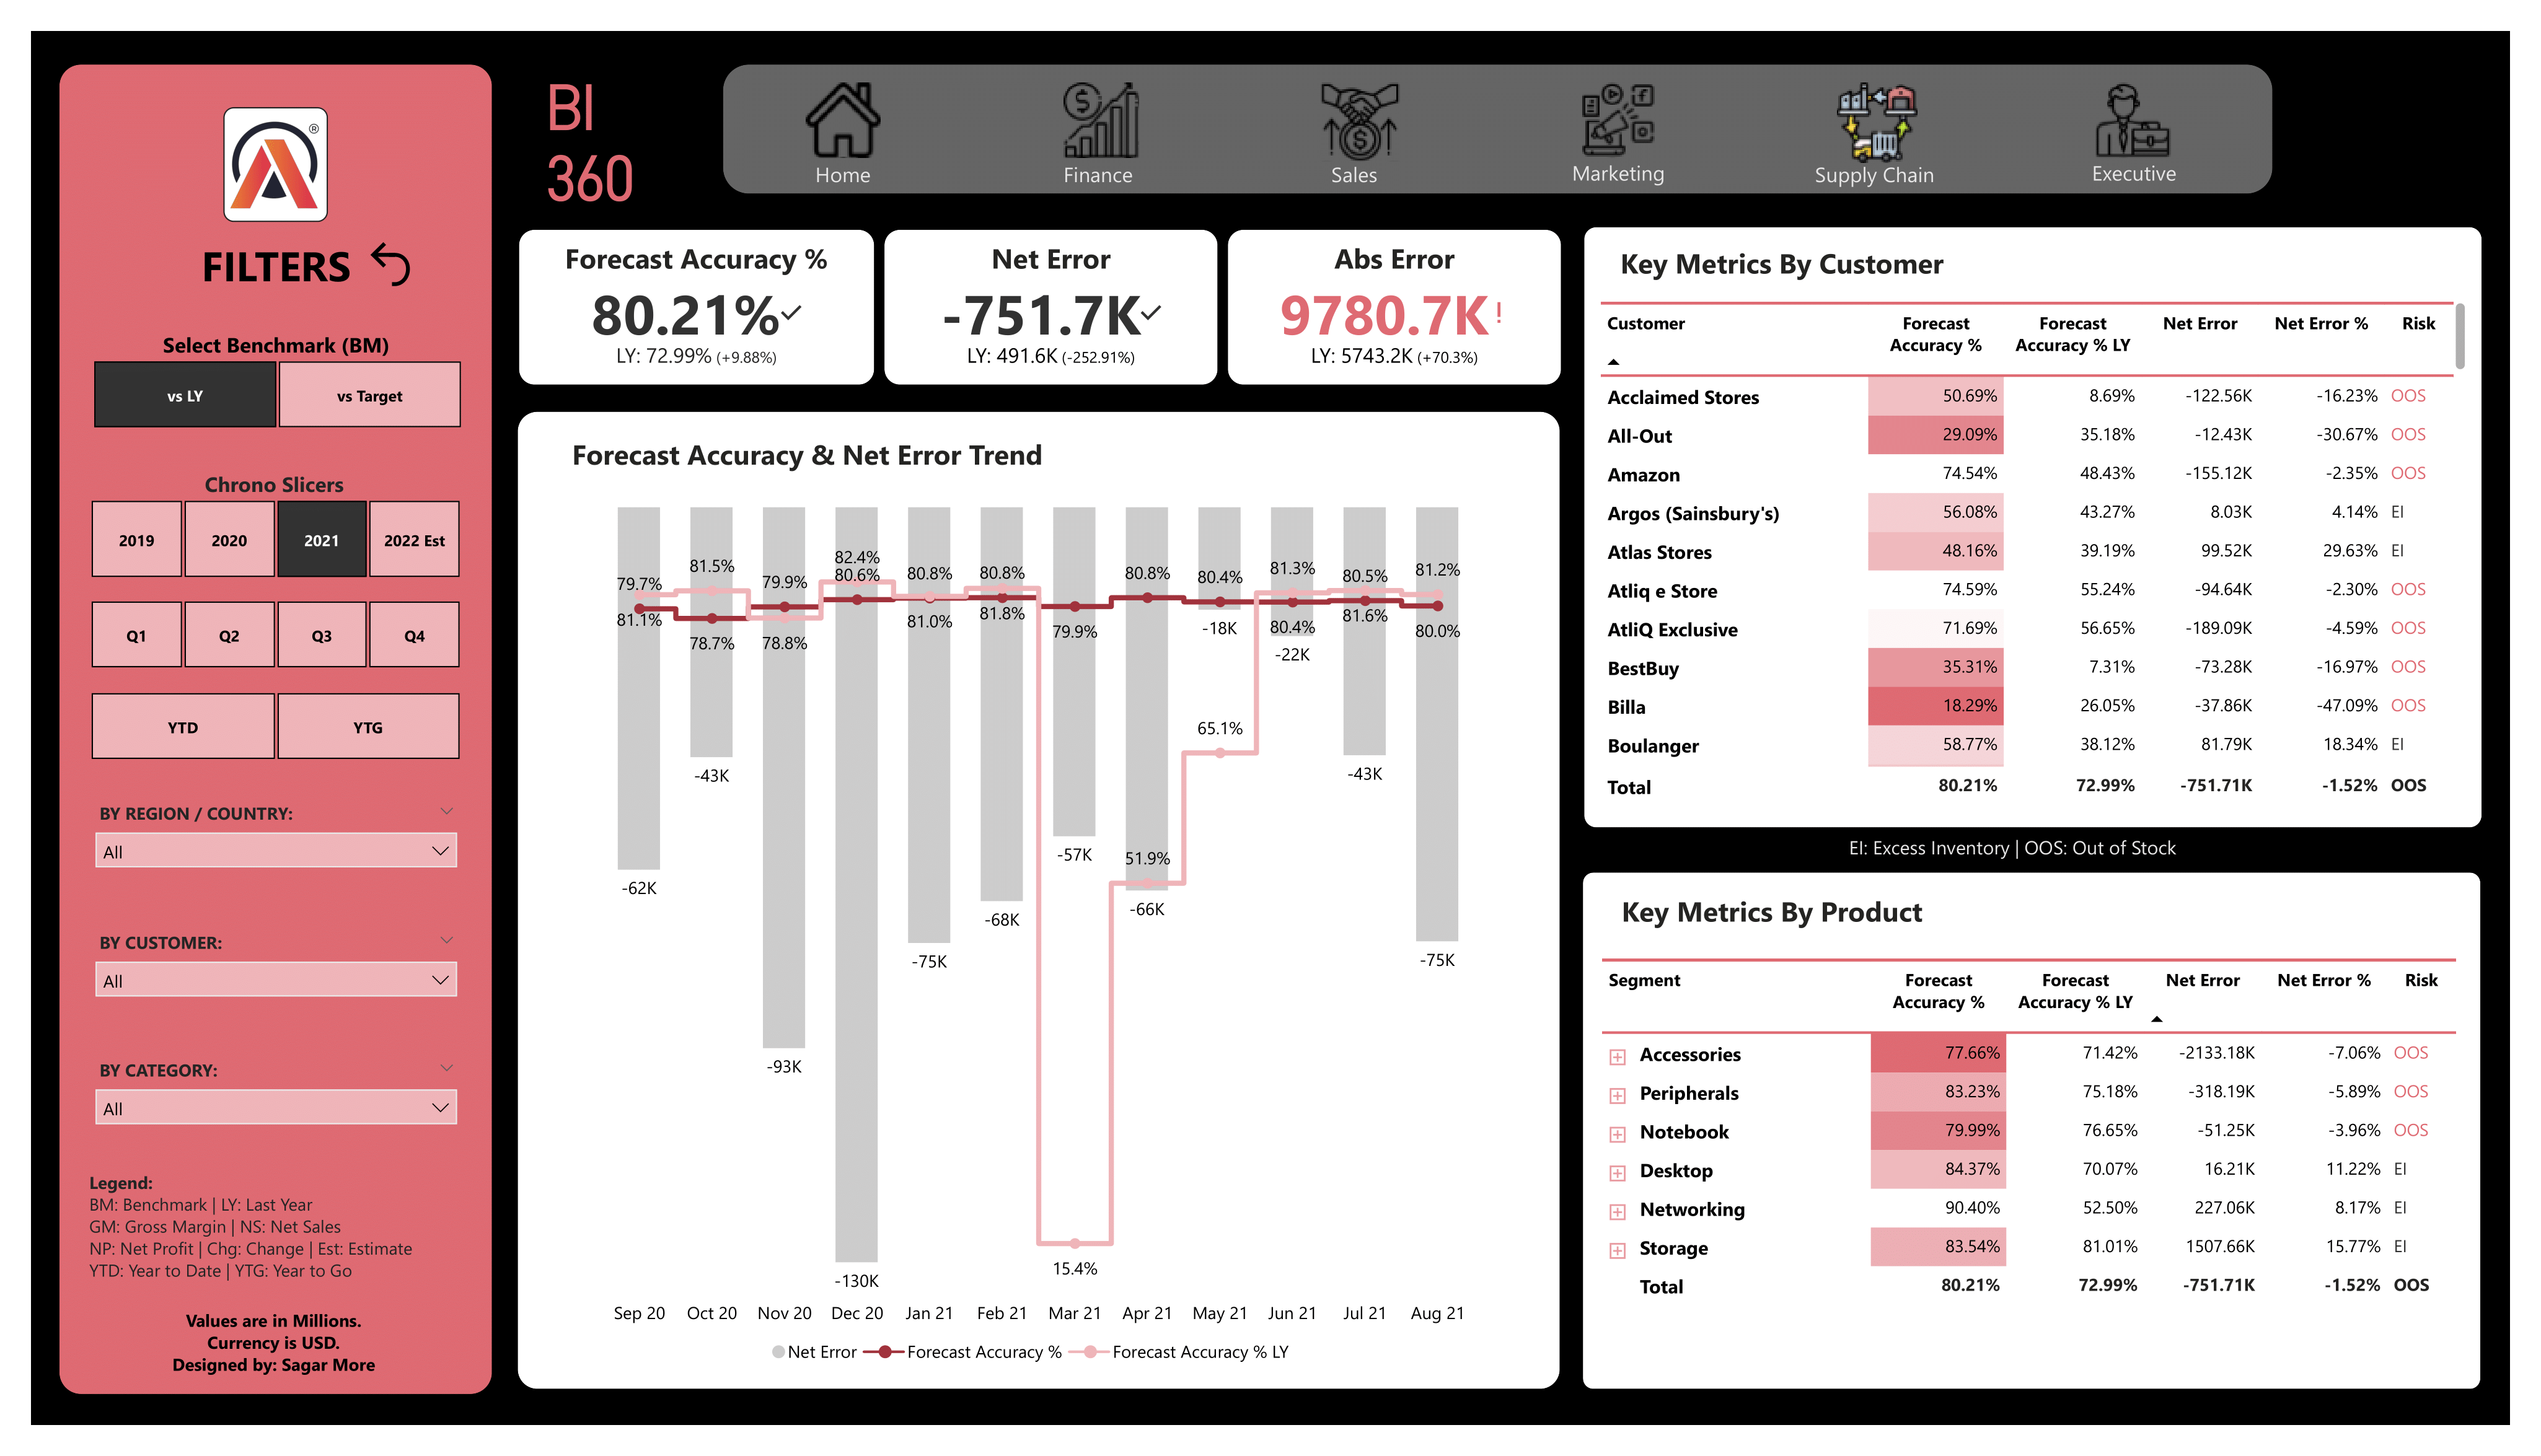 ®
FILTERS
Select Benchmark (BM)
vs LY
vs Target
Chrono Slicers
2019
2020
2021
2022 Est
Q1
Q2
Q3
Q4
YTD
YTG
BY REGION / COUNTRY:
All
BY CUSTOMER:
All
BY CATEGORY:
All
Legend:
BM: Benchmark | LY: Last Year
GM: Gross Margin | NS: Net Sales
NP: Net Profit | Chg: Change | Est: Estimate
YTD: Year to Date | YTG: Year to Go
Values are in Millions.
Currency is USD.
Designed by: Sagar More
BI
360
Home
Finance
Sales
Marketing
Supply Chain
Executive
Forecast Accuracy %
80.21%
LY: 72.99% (+9.88%)
Net Error
-751.7K
LY: 491.6K (-252.91%)
Abs Error
9780.7K!
LY: 5743.2K (+70.3%)
Forecast Accuracy & Net Error Trend
79.7%
81.5%
79.9%
82.4%
80.6%
80.8%
80.8%
80.8%
80.4%
81.3%
80.5%
81.2%
81.1%
78.7%
78.8%
81.0%
81.8%
79.9%
-18K
80.4%
81.6%
80.0%
-22K
65.1%
-43K
-43K
-57K
51.9%
-62K
-68K
-66K
-75K
-75K
-93K
15.4%
-130K
Sep 20 Oct 20 Nov 20 Dec 20 Jan 21 Feb 21 Mar 21 Apr 21 May 21 Jun 21 Jul 21 Aug 21
Net Error Forecast Accuracy % Forecast Accuracy % LY
Key Metrics By Customer
Customer Forecast Accuracy % Forecast Accuracy % LY Net Error Net Error % Risk
Acclaimed Stores 50.69% 8.69% -122.56K -16.23% OOS
All-Out 29.09% 35.18% -12.43K -30.67% OOS
Amazon 74.54% 48.43% -155.12K -2.35% OOS
Argos (Sainsbury's) 56.08% 43.27% 8.03K 4.14% EI
Atlas Stores 48.16% 39.19% 99.52K 29.63% EI
Atliq e Store 74.59% 55.24% -94.64K -2.30% OOS
AtliQ Exclusive 71.69% 56.65% -189.09K -4.59% OOS
BestBuy 35.31% 7.31% -73.28K -16.97% OOS
Billa 18.29% 26.05% -37.86K -47.09% OOS
Boulanger 58.77% 38.12% 81.79K 18.34% EI
Total 80.21% 72.99% -751.71K -1.52% OOS
EI: Excess Inventory | OOS: Out of Stock
Key Metrics By Product
Segment Forecast Accuracy % Forecast Accuracy % LY Net Error Net Error % Risk
Accessories 77.66% 71.42% -2133.18K -7.06% OOS
Peripherals 83.23% 75.18% -318.19K -5.89% OOS
Notebook 79.99% 76.65% -51.25K -3.96% OOS
Desktop 84.37% 70.07% 16.21K 11.22% EI
Networking 90.40% 52.50% 227.06K 8.17% EI
Storage 83.54% 81.01% 1507.66K 15.77% EI
Total 80.21% 72.99% -751.71K -1.52% OOS